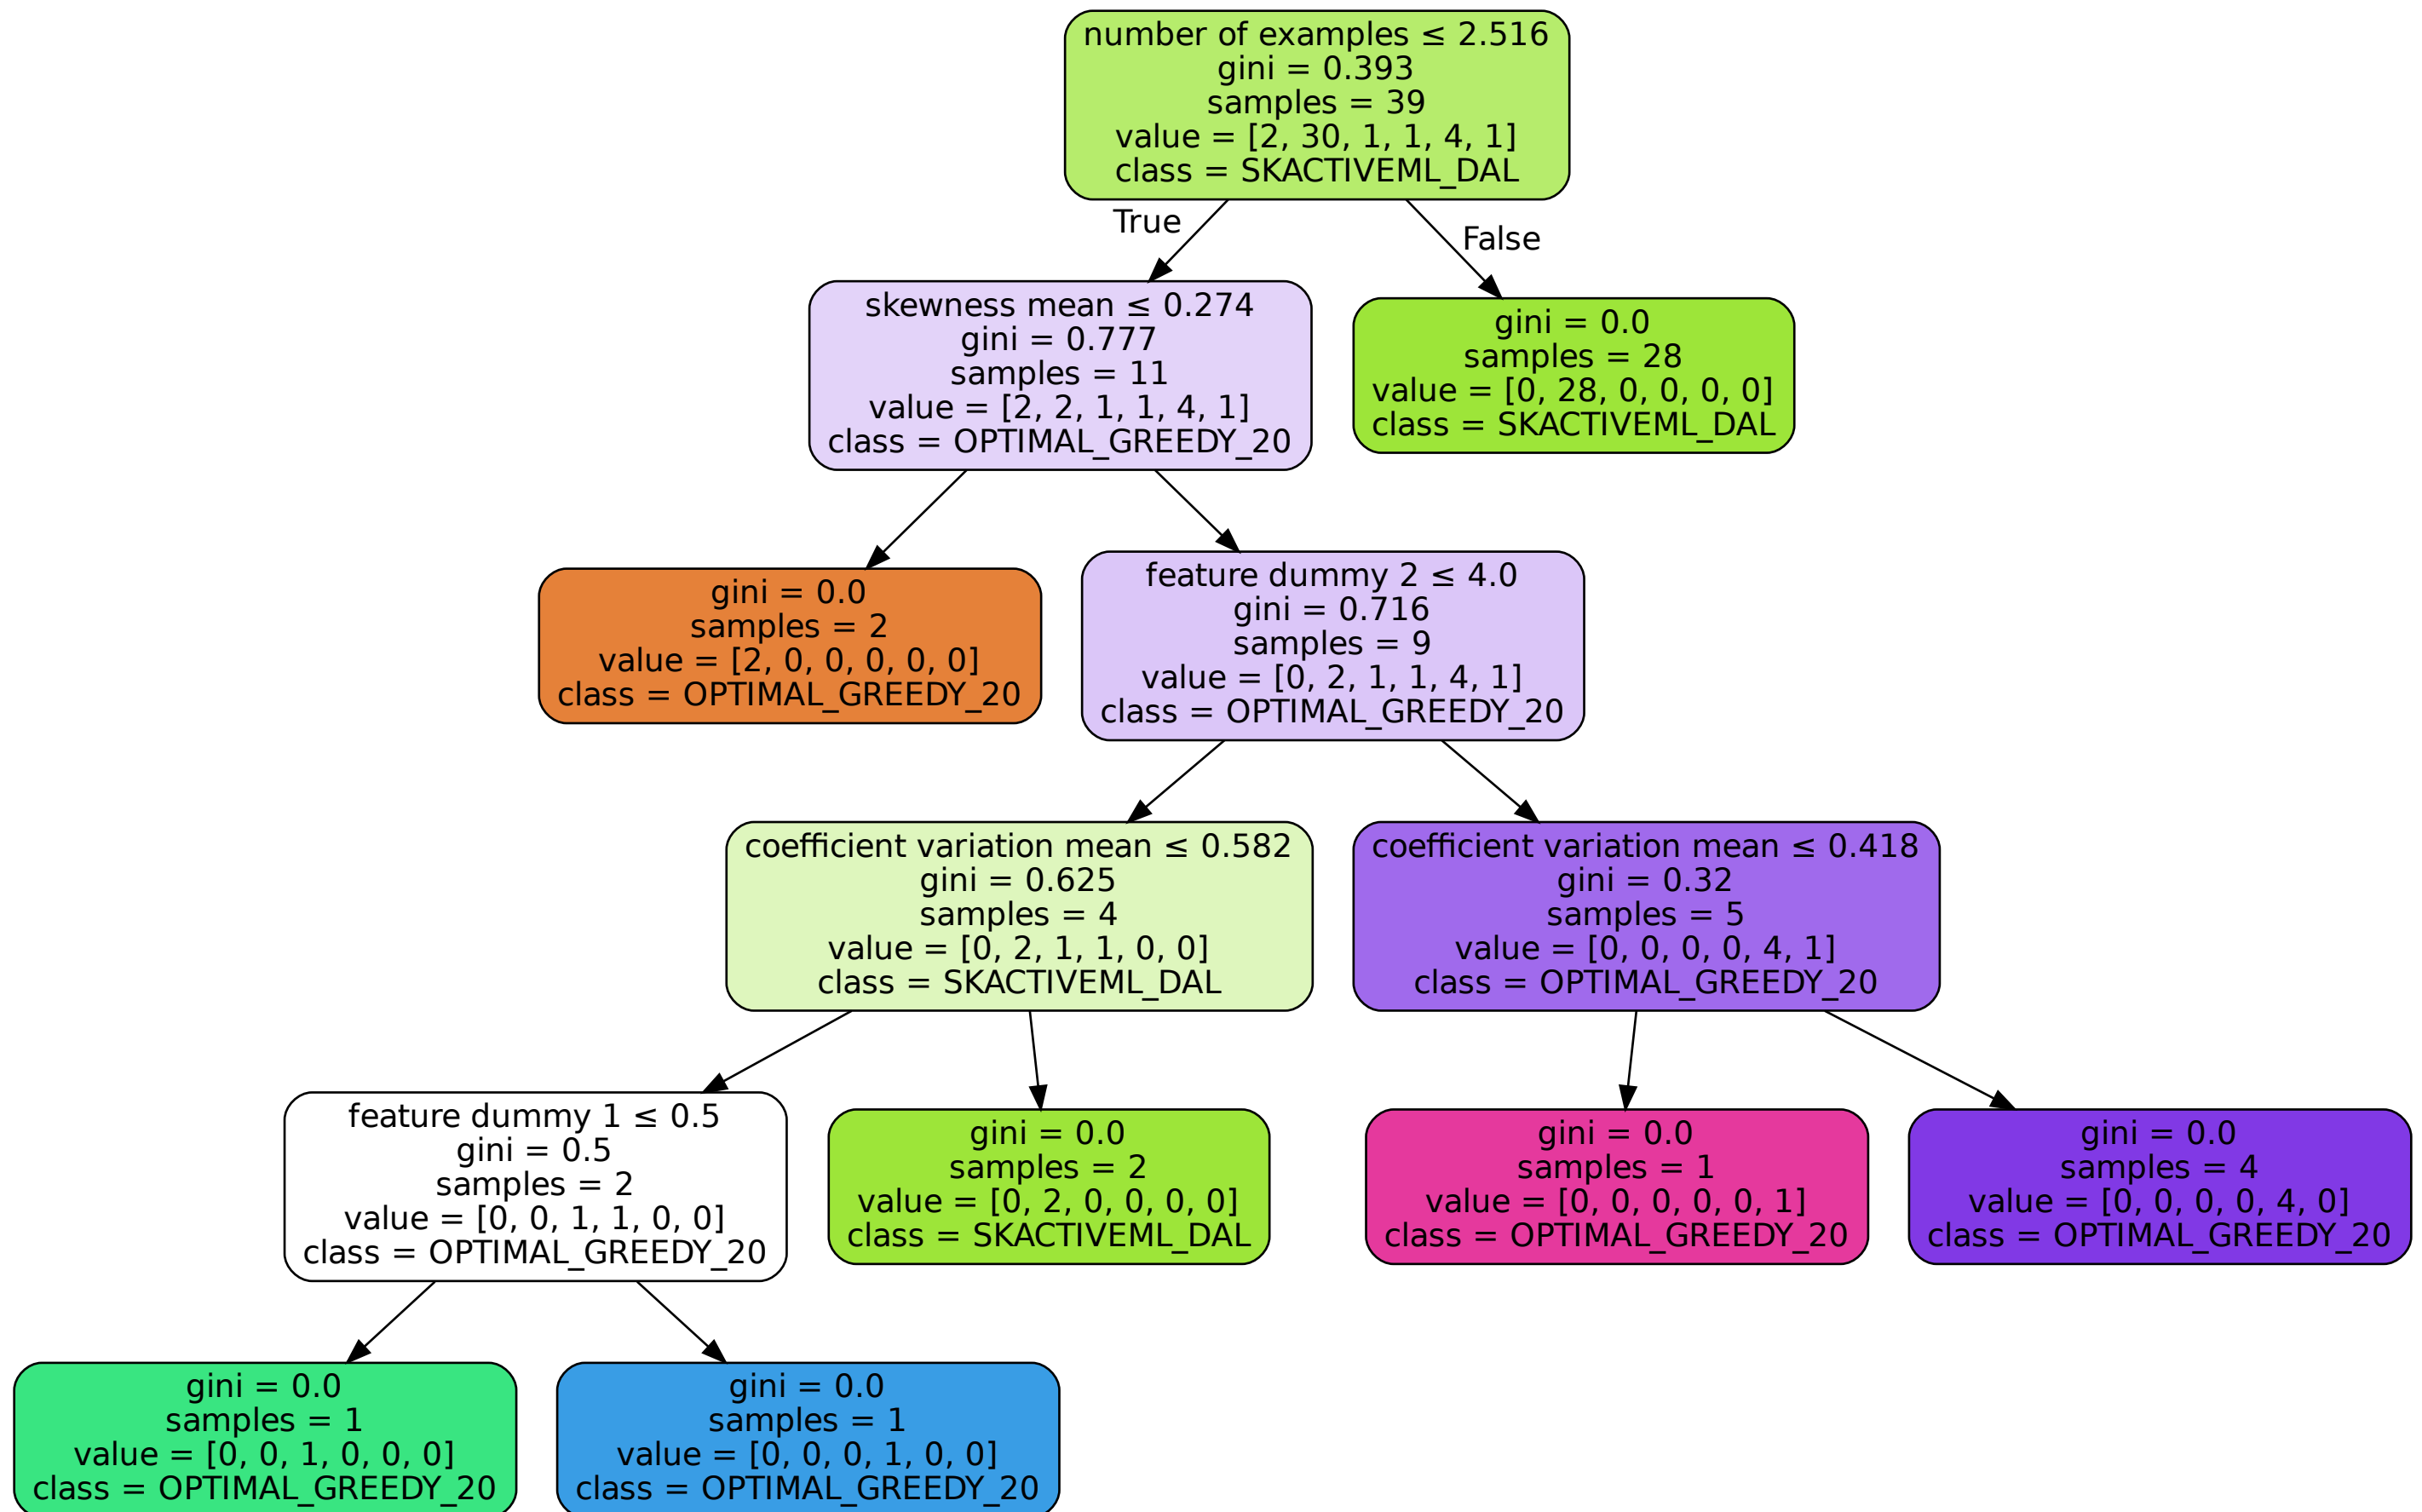 number of examples ≤ 2.516
gini = 0.393
samples = 39
value = [2, 30, 1, 1, 4, 1]
class = SKACTIVEML_DAL
True
False
skewness mean ≤ 0.274
gini = 0.777
samples = 11
value = [2, 2, 1, 1, 4, 1]
class = OPTIMAL_GREEDY_20
gini = 0.0
samples = 28
value = [0, 28, 0, 0, 0, 0]
class = SKACTIVEML_DAL
gini = 0.0
samples = 2
value = [2, 0, 0, 0, 0, 0]
class = OPTIMAL_GREEDY_20
feature dummy 2 ≤ 4.0
gini = 0.716
samples = 9
value = [0, 2, 1, 1, 4, 1]
class = OPTIMAL_GREEDY_20
coefficient variation mean ≤ 0.582
gini = 0.625
samples = 4
value = [0, 2, 1, 1, 0, 0]
class = SKACTIVEML_DAL
coefficient variation mean ≤ 0.418
gini = 0.32
samples = 5
value = [0, 0, 0, 0, 4, 1]
class = OPTIMAL_GREEDY_20
feature dummy 1 ≤ 0.5
gini = 0.5
samples = 2
value = [0, 0, 1, 1, 0, 0]
class = OPTIMAL_GREEDY_20
gini = 0.0
samples = 2
value = [0, 2, 0, 0, 0, 0]
class = SKACTIVEML_DAL
gini = 0.0
samples = 1
value = [0, 0, 0, 0, 0, 1]
class = OPTIMAL_GREEDY_20
gini = 0.0
samples = 4
value = [0, 0, 0, 0, 4, 0]
class = OPTIMAL_GREEDY_20
gini = 0.0
samples = 1
value = [0, 0, 1, 0, 0, 0]
class = OPTIMAL_GREEDY_20
gini = 0.0
samples = 1
value = [0, 0, 0, 1, 0, 0]
class = OPTIMAL_GREEDY_20